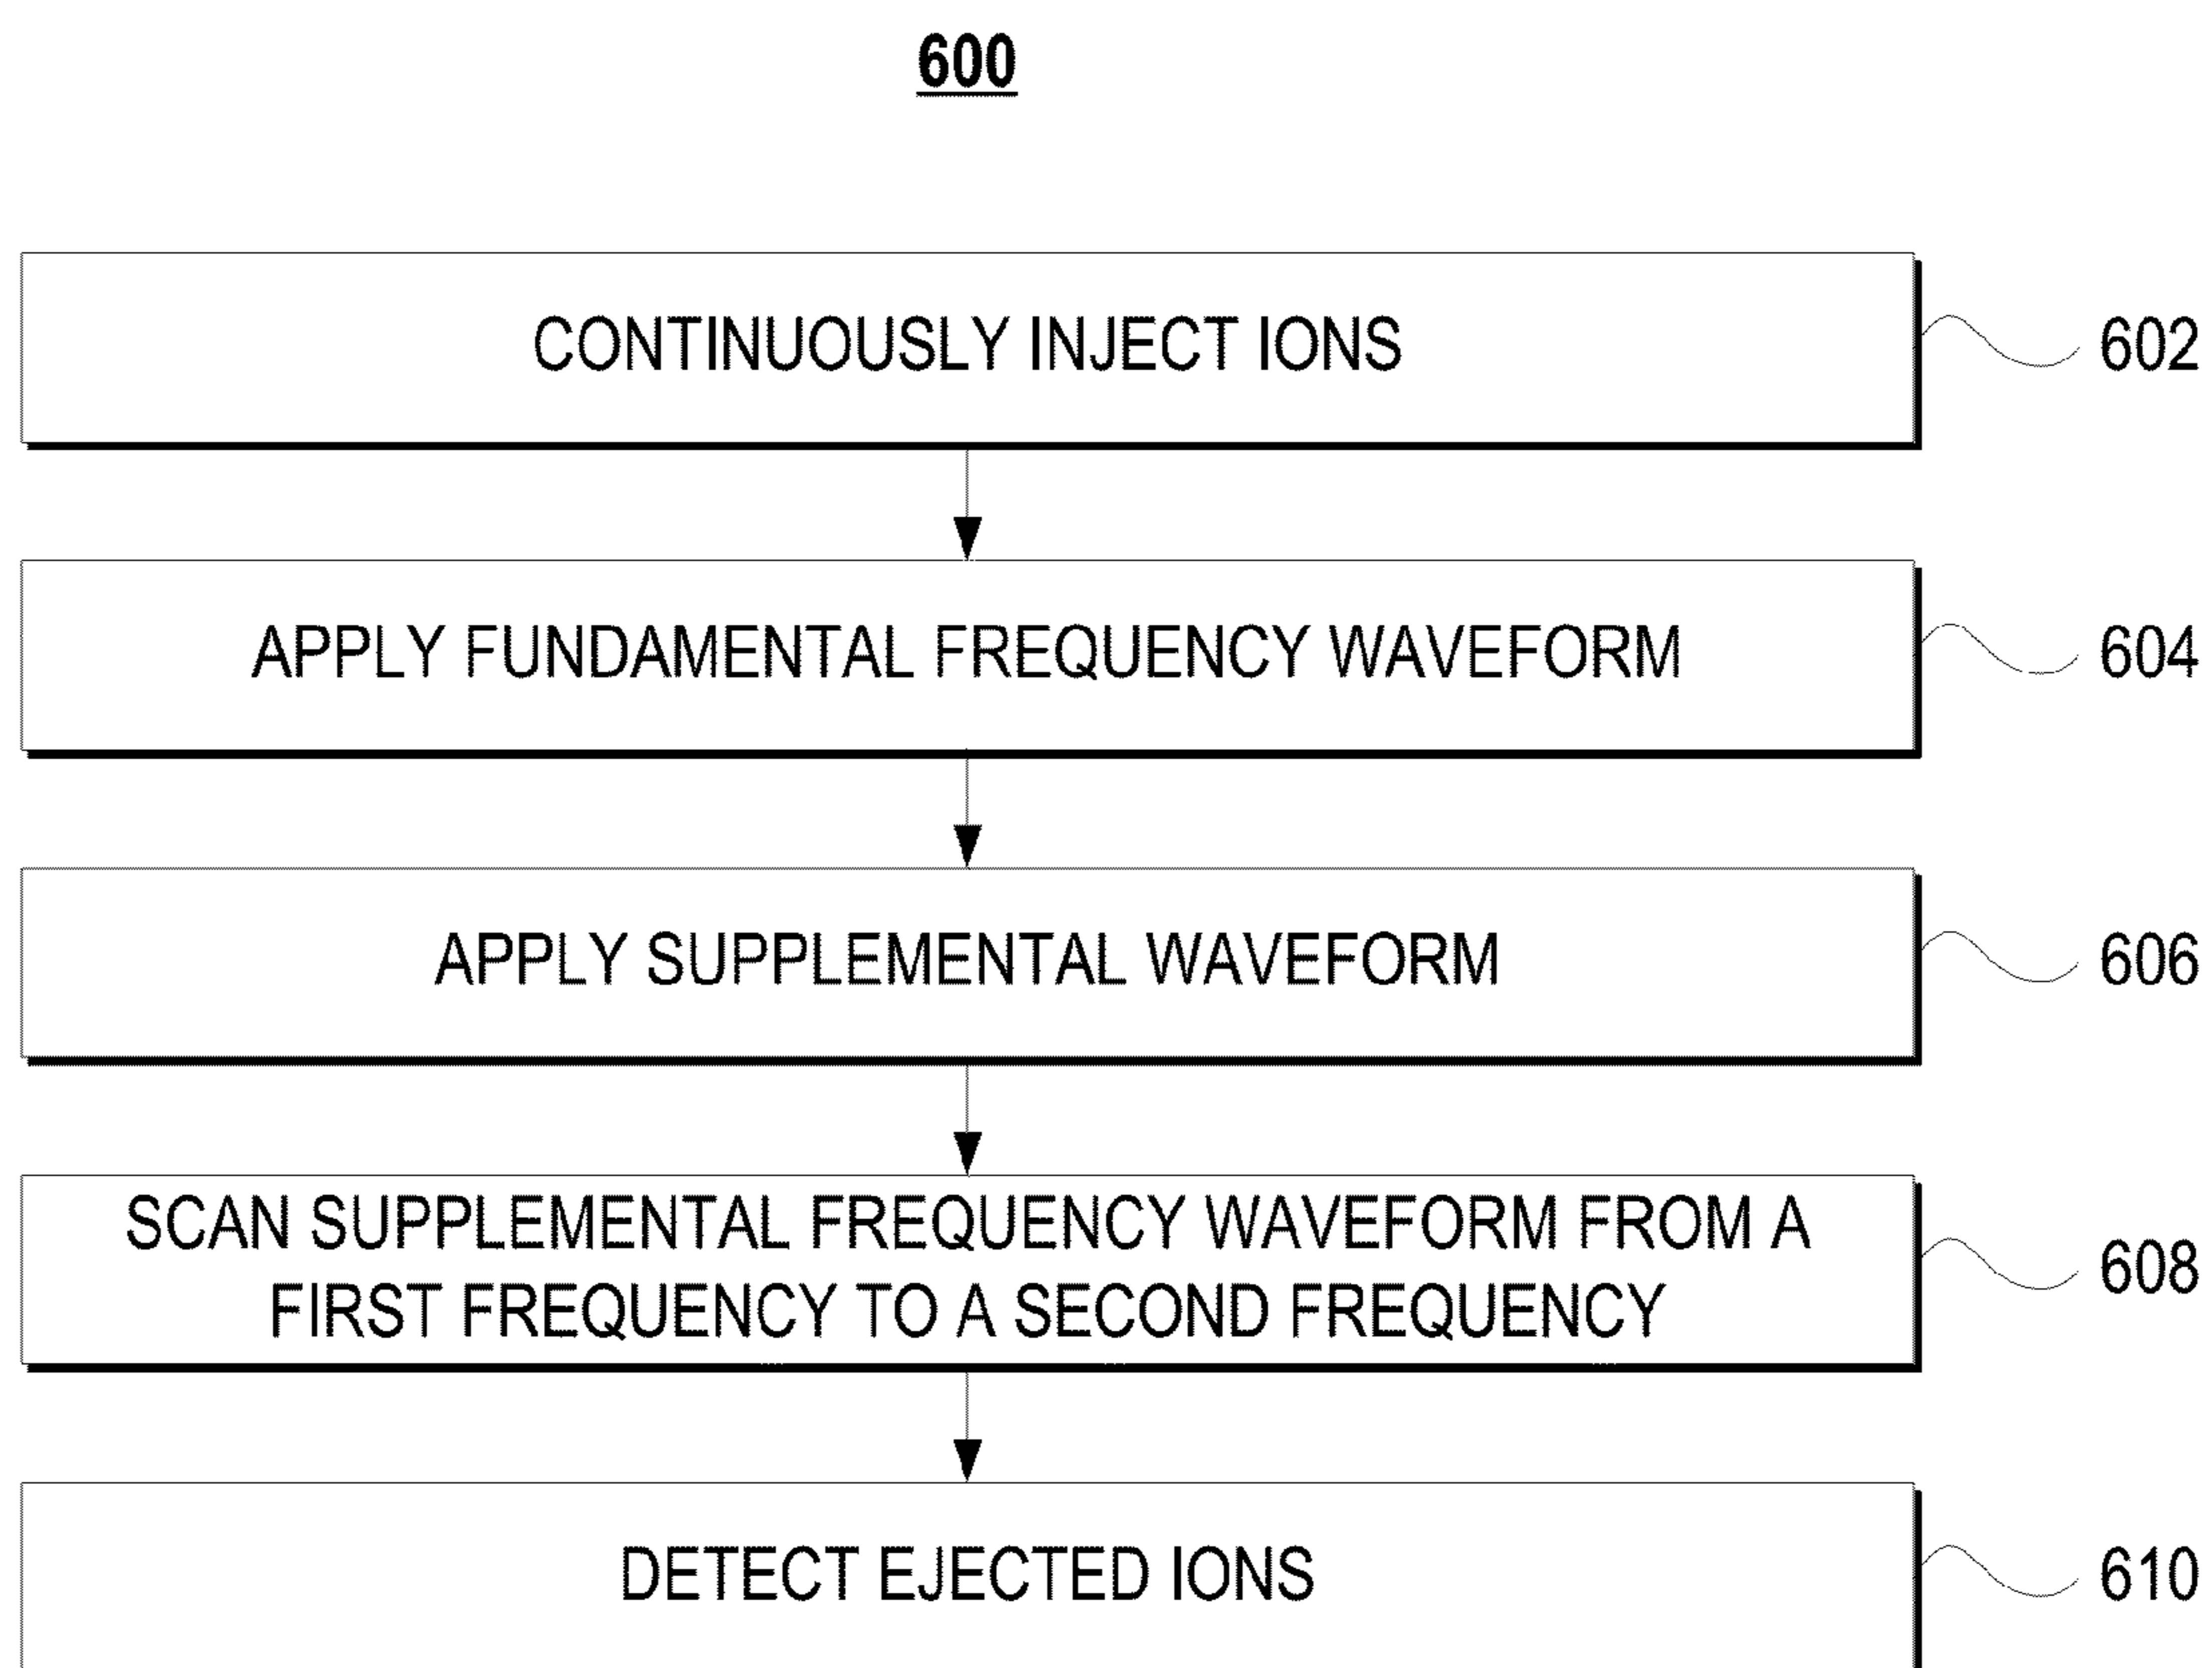 600
CONTINUOUSLY INJECT IONS
602
APPLY FUNDAMENTAL FREQUENCY WAVEFORM
604
APPLY SUPPLEMENTAL WAVEFORM
606
SCAN SUPPLEMENTAL FREQUENCY WAVEFORM FROM A
FIRST FREQUENCY TO A SECOND FREQUENCY
608
DETECT EJECTED IONS
610